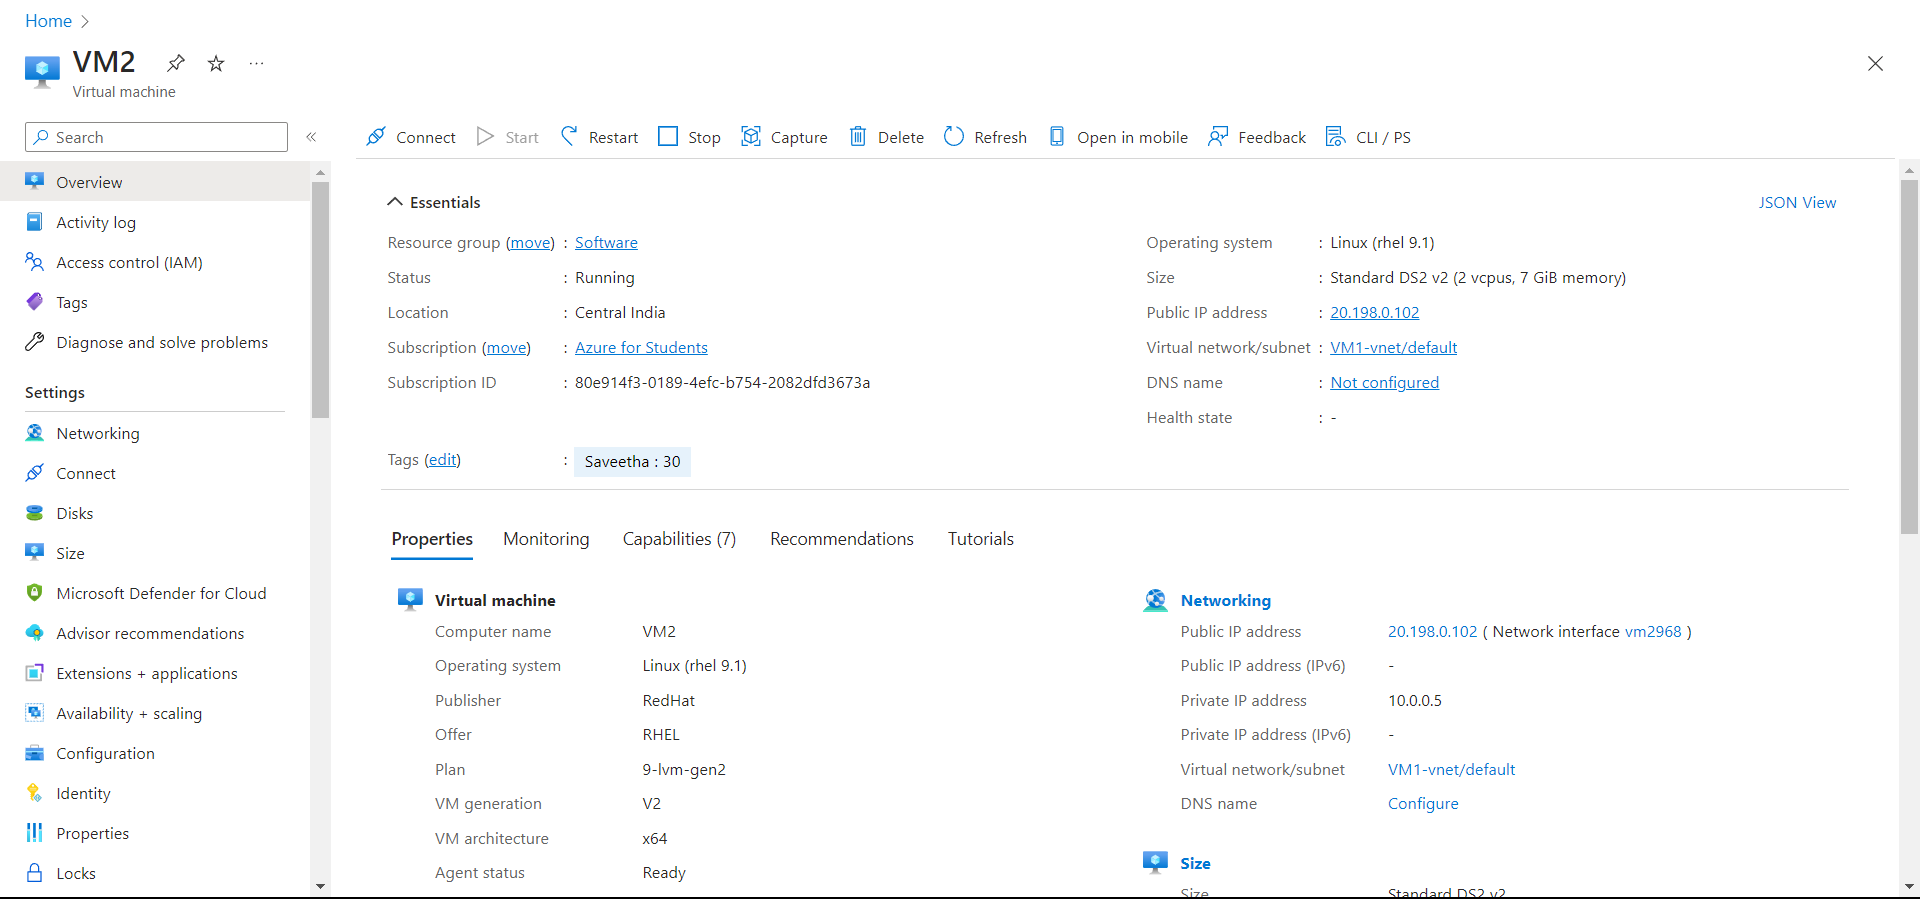 Home
VM2
Virtual machine
Search
Connect Start Restart Stop Capture Delete Refresh Open in mobile Feedback CLI / PS
Overview
Activity log
Access control (IAM)
Tags
Diagnose and solve problems
Settings
Networking
Connect
Disks
Size
Microsoft Defender for Cloud
Advisor recommendations
Extensions + applications
Availability + scaling
Configuration
Identity
Properties
Locks
Essentials
JSON View
Resource group (move) : Software
Status : Running
Location : Central India
Subscription (move) : Azure for Students
Subscription ID : 80e914f3-0189-4efc-b754-2082dfd3673a
Operating system : Linux (rhel 9.1)
Size : Standard DS2 v2 (2 vcpus, 7 GiB memory)
Public IP address : 20.198.0.102
Virtual network/subnet : VM1-vnet/default
DNS name : Not configured
Health state : -
Tags (edit) : Saveetha : 30
Properties Monitoring Capabilities (7) Recommendations Tutorials
Virtual machine
Computer name VM2
Operating system Linux (rhel 9.1)
Publisher RedHat
Offer RHEL
Plan 9-lvm-gen2
VM generation V2
VM architecture x64
Agent status Ready
Networking
Public IP address 20.198.0.102 ( Network interface vm2968 )
Public IP address (IPv6) -
Private IP address 10.0.0.5
Private IP address (IPv6) -
Virtual network/subnet VM1-vnet/default
DNS name Configure
Size
Size Standard DS2 v2